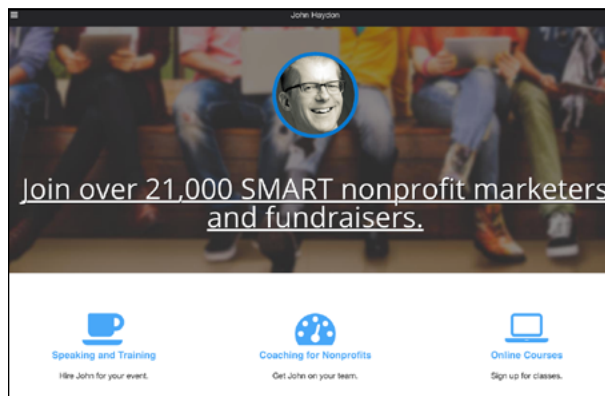 John Haydon
Join over 21,000 SMART nonprofit marketers
and fundraisers.
Speaking and Training
Coaching for Nonprofits
Online Courses
Hire John for your event.
Get John on your team.
Sign up for classes.